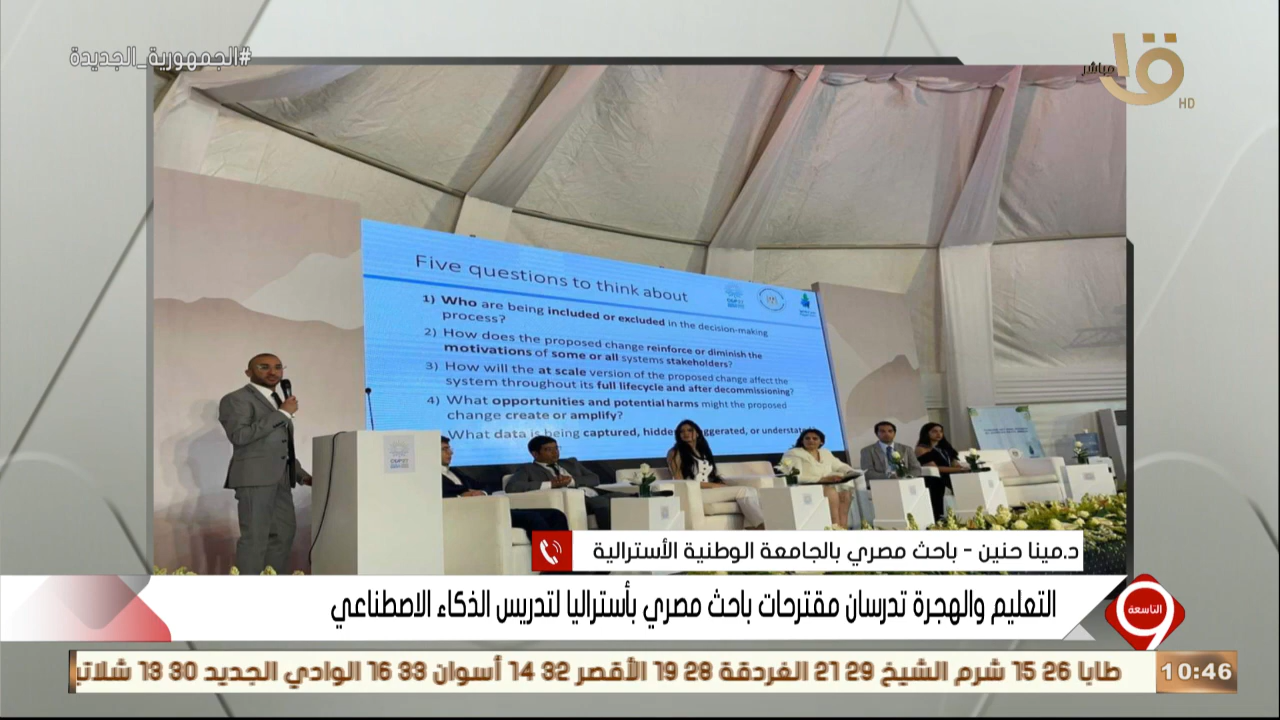 #الجمهورية_الجديدة
مباشر
HD
Five questions to think about
1) Who are being included or excluded in the decision-making
process?
2) How does the proposed change reinforce or diminish the
motivations of some or all systems stakeholders?
3) How will the at scale version of the proposed change affect the
system throughout its full lifecycle and after decommissioning?
4) What opportunities and potential harms might the proposed
change create or amplify?
What data is being captured, hidden,
or understated
د.مينا حنين - باحث مصري بالجامعة الوطنية الأسترالية
التعليم والهجرة تدرسان مقترحات باحث مصري بأستراليا لتدريس الذكاء الاصطناعي
التاسعة
طابا 26 15 شرم الشيخ 29 21 الغردقة 28 19 الأقصر 32 14 أسوان 33 16 الوادي الجديد 30 13 شلاتي
10:46